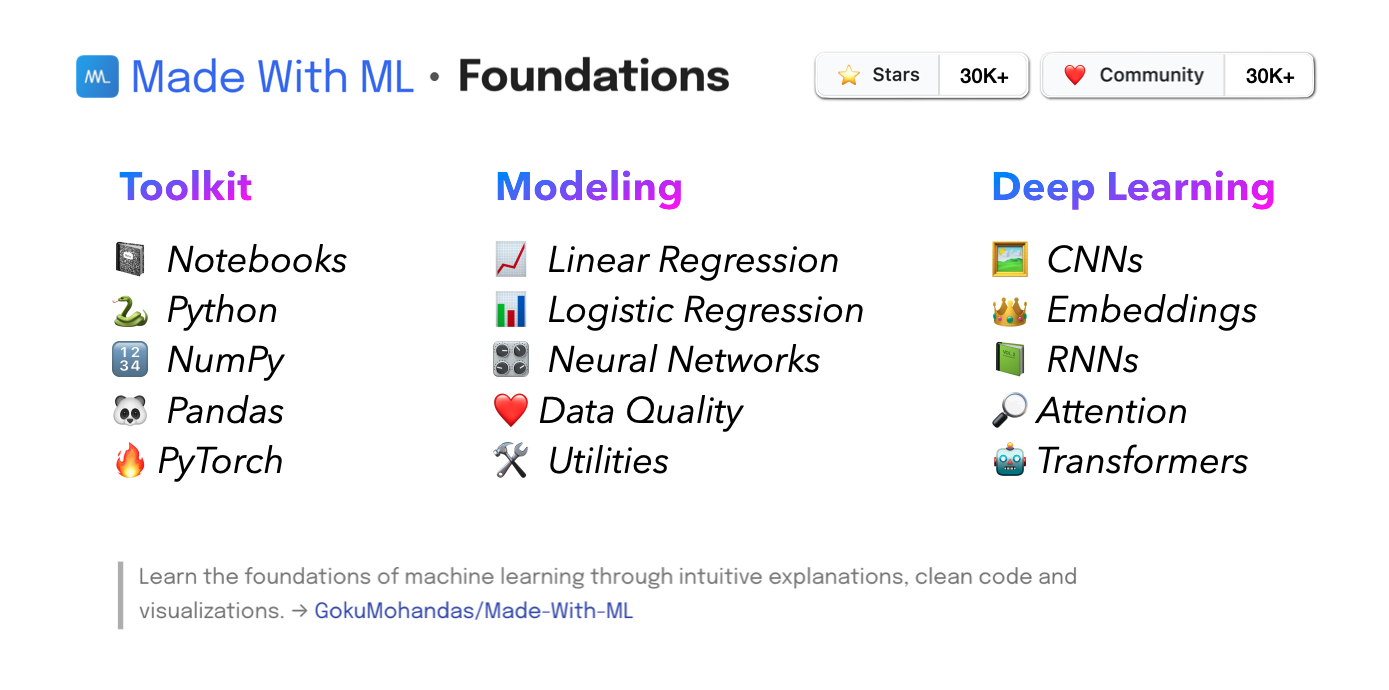 Made With ML · Foundations
Stars 30K+
Community 30K+
Toolkit
Notebooks
Python
NumPy
Pandas
PyTorch
Modeling
Linear Regression
Logistic Regression
Neural Networks
Data Quality
Utilities
Deep Learning
CNNs
Embeddings
RNNs
Attention
Transformers
Learn the foundations of machine learning through intuitive explanations, clean code and
visualizations. → GokuMohandas/Made-With-ML